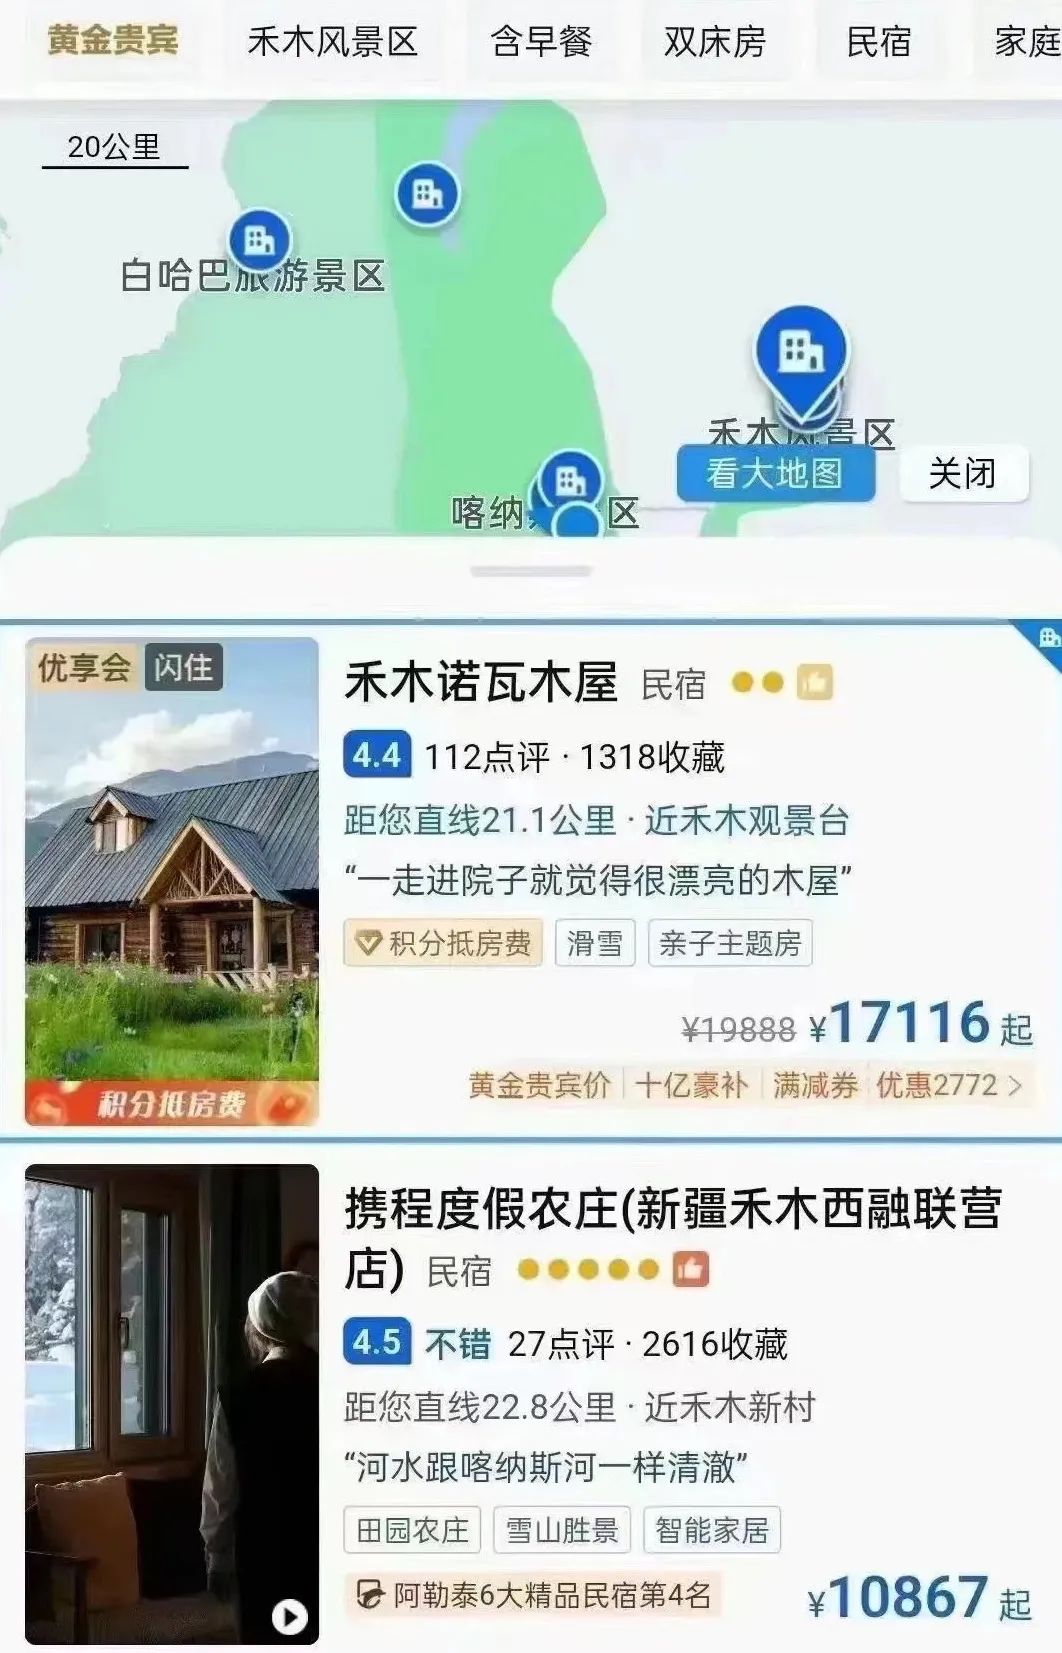 黄金贵宾 禾木风景区 含早餐 双床房 民宿 家庭
20公里
白哈巴旅游景区
禾木风景区
看大地图 关闭
喀纳 区
优享会 闪住
禾木诺瓦木屋 民宿
4.4 112点评 · 1318收藏
距您直线21.1公里 · 近禾木观景台
“一走进院子就觉得很漂亮的木屋”
积分抵房费 滑雪 亲子主题房
¥19888 ¥17116起
积分抵房费
黄金贵宾价 十亿豪补 满减券 优惠2772 >
携程度假农庄(新疆禾木西融联营
店) 民宿
4.5 不错 27点评 · 2616收藏
距您直线22.8公里 · 近禾木新村
“河水跟喀纳斯河一样清澈”
田园农庄 雪山胜景 智能家居
阿勒泰6大精品民宿第4名
¥10867起